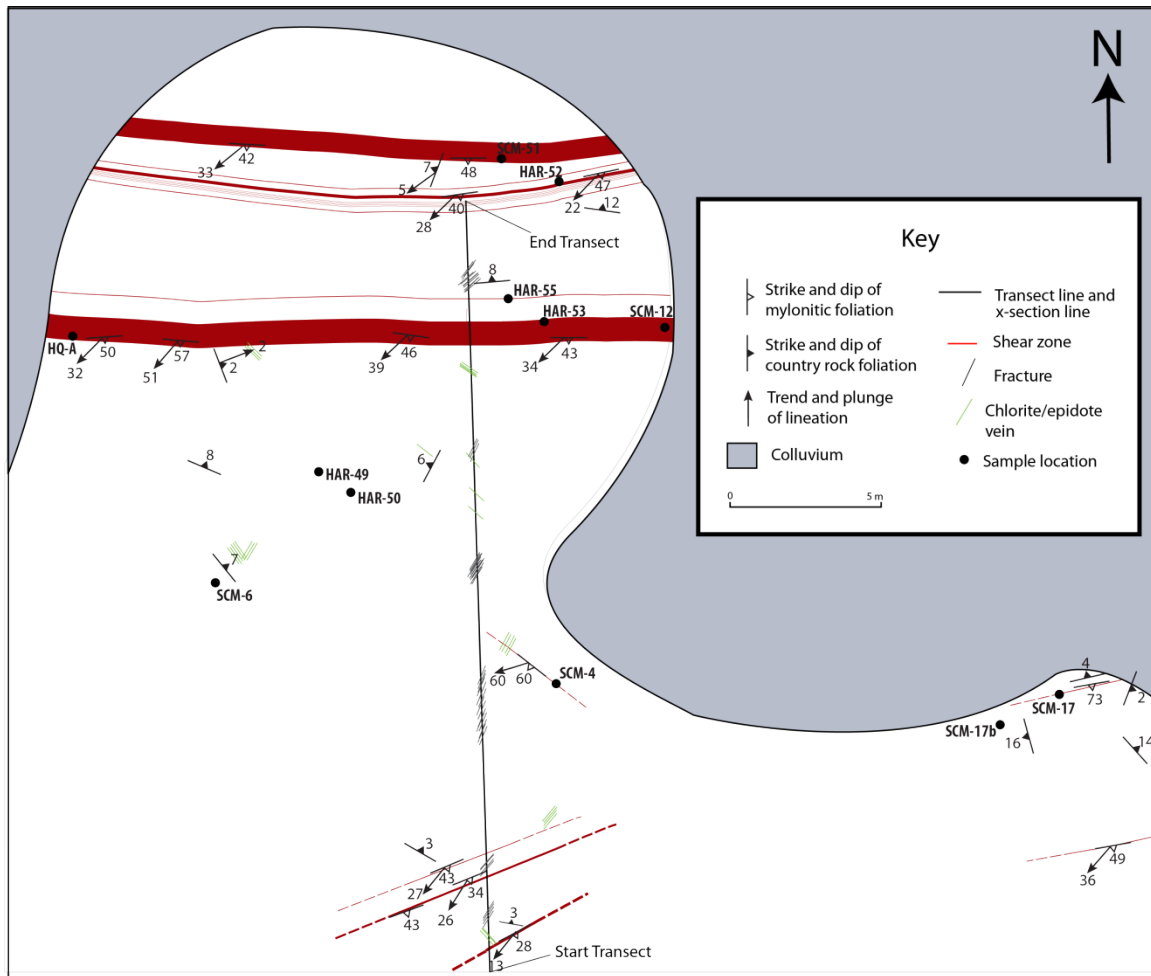 N
SCM-51
42
33
7
48
5
HAR-52
47
40
22
12
28
End Transect
8
HAR-55
HAR-53
SCM-12
HQ-A
50
57
2
2
46
43
32
51
39
34
8
6
HAR-49
HAR-50
7
SCM-6
60
60
SCM-4
4
SCM-17
73
2
SCM-17b
16
14
3
43
27
34
26
43
3
28
3
Start Transect
49
36
Key
Strike and dip of
mylonitic foliation
Strike and dip of
country rock foliation
Trend and plunge
of lineation
Colluvium
Transect line and
x-section line
Shear zone
Fracture
Chlorite/epidote
vein
Sample location
0
5 m